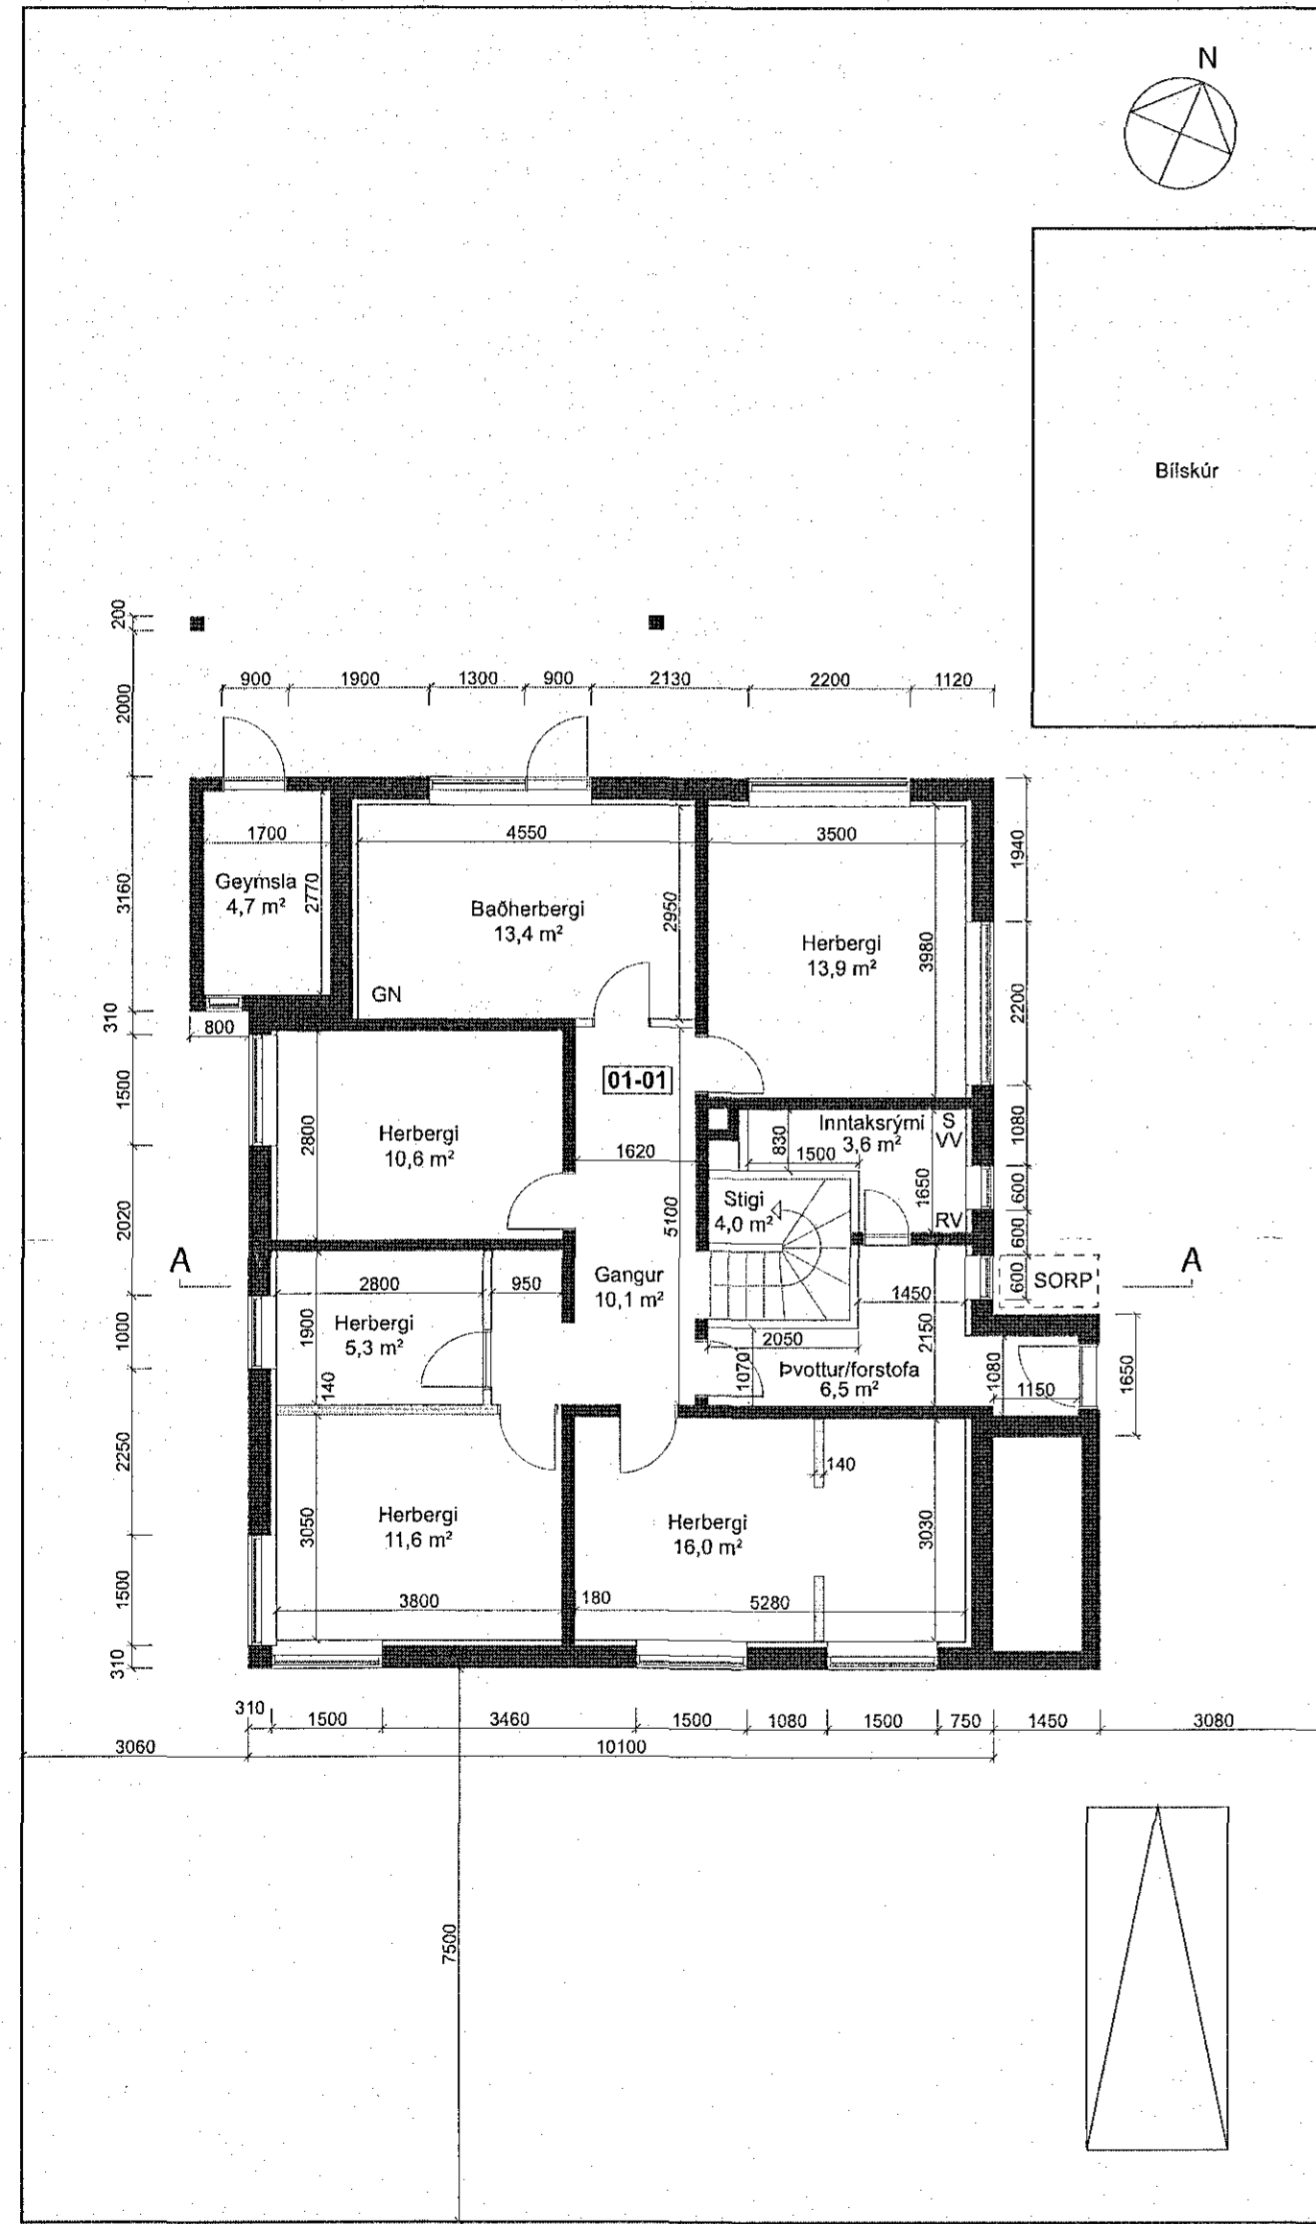 N
Bílskúr
200
2000
3160
310
1500
2020
1000
2250
1500
310
900
1900
1300
900
2130
2200
1120
1700
Geymsla
4,7 m²
2770
800
4550
Baðherbergi
13,4 m²
2950
GN
3500
Herbergi
13,9 m²
3980
1940
2200
1080
600
600
600
01-01
2800
Herbergi
10,6 m²
1620
5100
Inntaksrými
3,6 m²
S
VV
830
1500
1650
RV
Stigi
4,0 m²
A
A
SORP
Gangur
10,1 m²
2800
950
1900
Herbergi
5,3 m²
140
1450
2050
2150
1070
Þvottur/forstofa
6,5 m²
1080
1150
1650
Herbergi
11,6 m²
3050
3800
Herbergi
16,0 m²
140
3030
180
5280
310
1500
3460
1500
1080
1500
750
1450
3080
3060
10100
7500